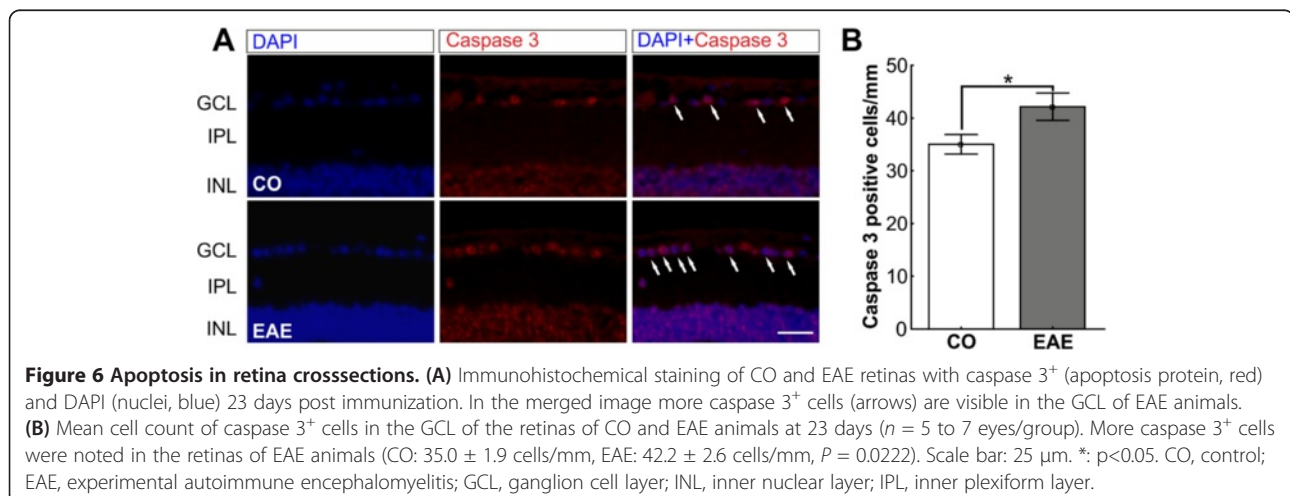 A
B
DAPI
Caspase 3
DAPI+Caspase 3
GCL
IPL
INL
CO
GCL
IPL
INL
EAE
Caspase 3 positive cells/mm
50
40
30
20
10
0
*
CO
EAE
Figure 6 Apoptosis in retina crosssections. (A) Immunohistochemical staining of CO and EAE retinas with caspase 3⁺ (apoptosis protein, red)
and DAPI (nuclei, blue) 23 days post immunization. In the merged image more caspase 3⁺ cells (arrows) are visible in the GCL of EAE animals.
(B) Mean cell count of caspase 3⁺ cells in the GCL of the retinas of CO and EAE animals at 23 days (n = 5 to 7 eyes/group). More caspase 3⁺ cells
were noted in the retinas of EAE animals (CO: 35.0 ± 1.9 cells/mm, EAE: 42.2 ± 2.6 cells/mm, P = 0.0222). Scale bar: 25 μm. *: p<0.05. CO, control;
EAE, experimental autoimmune encephalomyelitis; GCL, ganglion cell layer; INL, inner nuclear layer; IPL, inner plexiform layer.